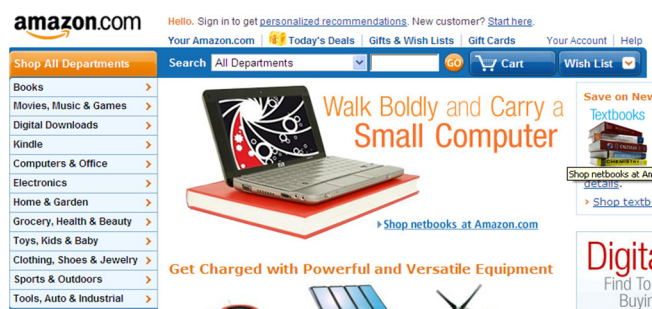 amazon.com
Hello. Sign in to get personalized recommendations. New customer? Start here.
Your Amazon.com | Today's Deals | Gifts & Wish Lists | Gift Cards Your Account | Help
Shop All Departments
Search All Departments GO Cart Wish List
Books
Movies, Music & Games
Digital Downloads
Kindle
Computers & Office
Electronics
Home & Garden
Grocery, Health & Beauty
Toys, Kids & Baby
Clothing, Shoes & Jewelry
Sports & Outdoors
Tools, Auto & Industrial
Walk Boldly and Carry a
Small Computer
Shop netbooks at Amazon.com
Get Charged with Powerful and Versatile Equipment
Save on New
Textbooks
CHEMISTRY
Shop netbooks at Am
details.
Shop textb
Digita
Find To
Buyin